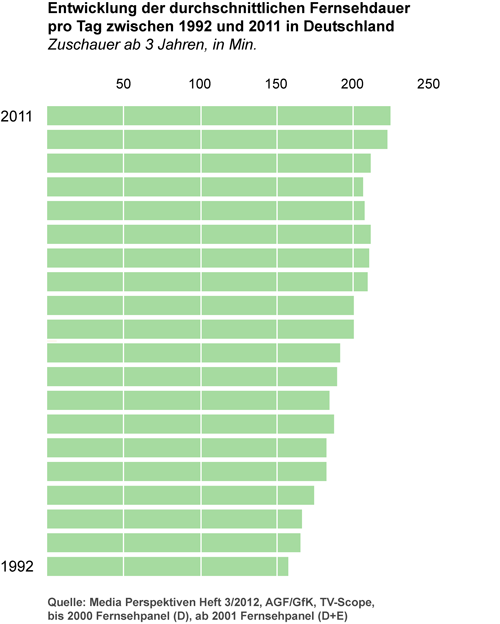 Entwicklung der durchschnittlichen Fernsehdauer
pro Tag zwischen 1992 und 2011 in Deutschland
Zuschauer ab 3 Jahren, in Min.
50 100 150 200 250
2011
1992
Quelle: Media Perspektiven Heft 3/2012, AGF/GfK, TV-Scope,
bis 2000 Fernsehpanel (D), ab 2001 Fernsehpanel (D+E)